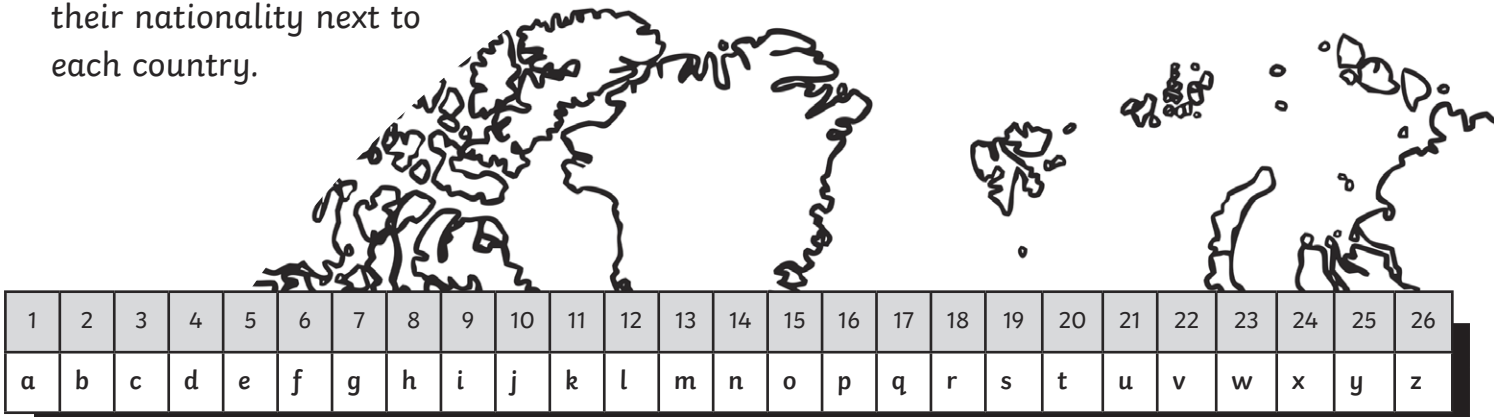 their nationality next to
each country.
1 2 3 4 5 6 7 8 9 10 11 12 13 14 15 16 17 18 19 20 21 22 23 24 25 26
a b c d e f g h i j k l m n o p q r s t u v w x y z